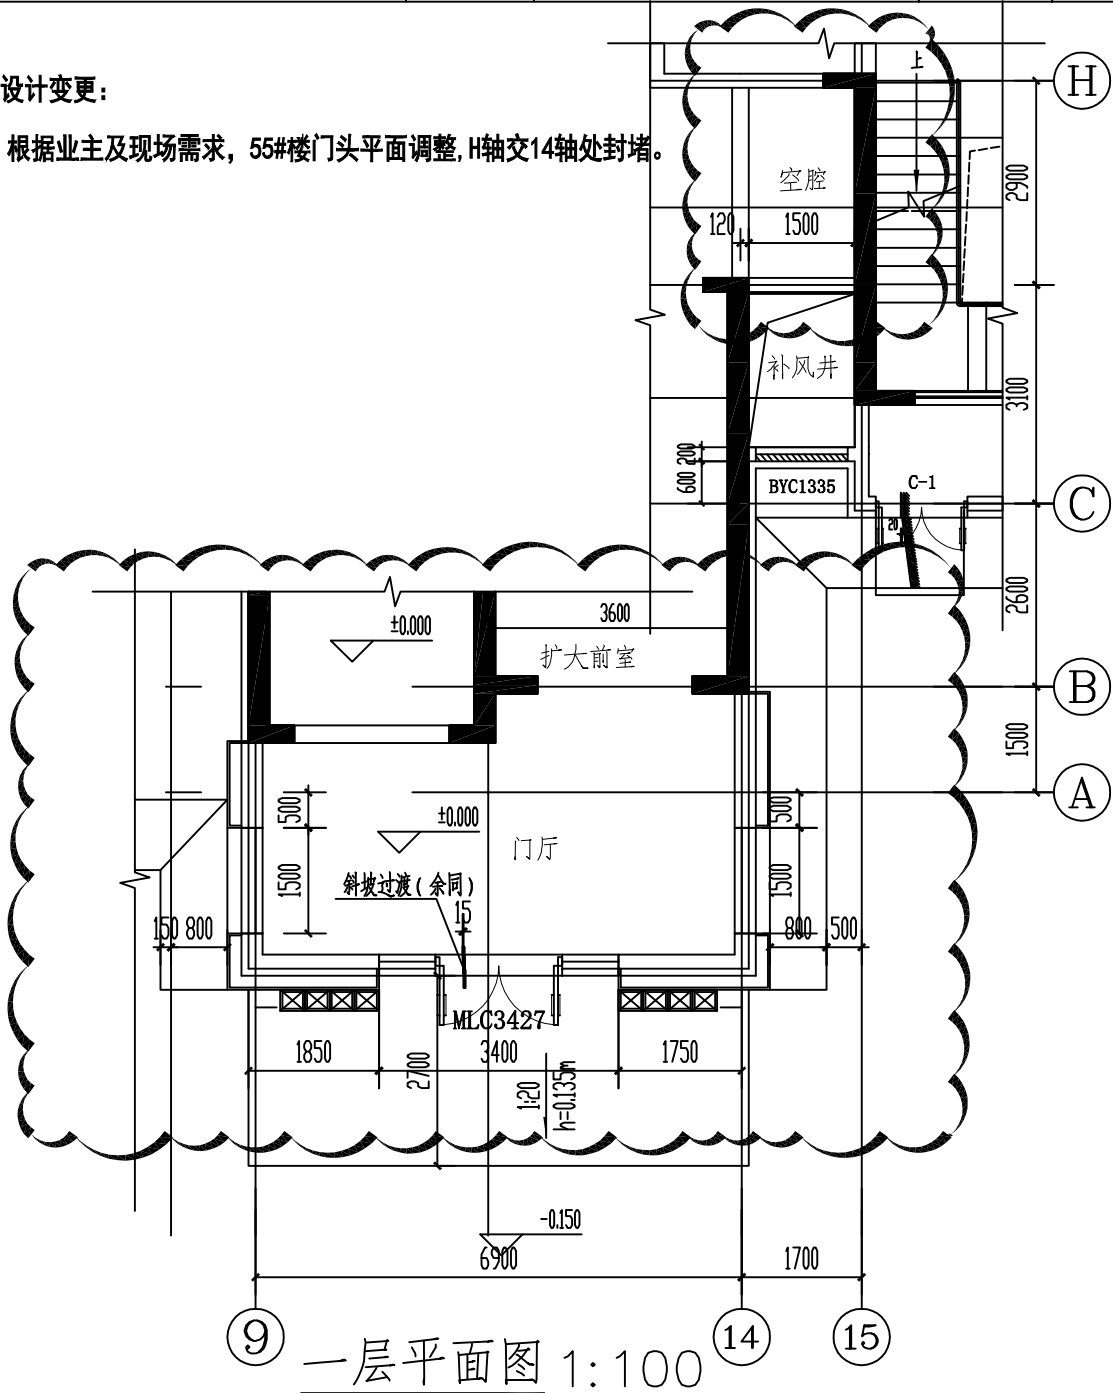 设计变更：
根据业主及现场需求，55#楼门头平面调整，H轴交14轴处封堵。
H
上
空腔
2900
120
1500
补风井
3100
200
600
BYC1335
C-1
C
20
2600
3600
±0.000
扩大前室
B
1500
A
500
±0.000
500
门厅
1500
斜坡过渡（余同）
1500
15
150 800
800 500
MLC3427
1850
3400
1750
2700
1:20
h=0.135m
-0.150
6900
1700
9
14
15
一层平面图 1:100